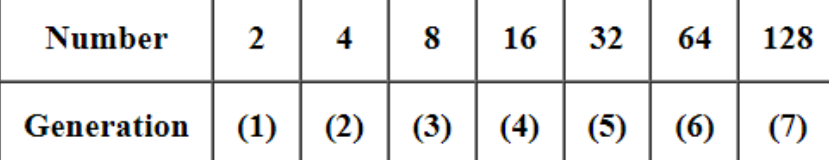 Number 2 4 8 16 32 64 128
Generation (1) (2) (3) (4) (5) (6) (7)